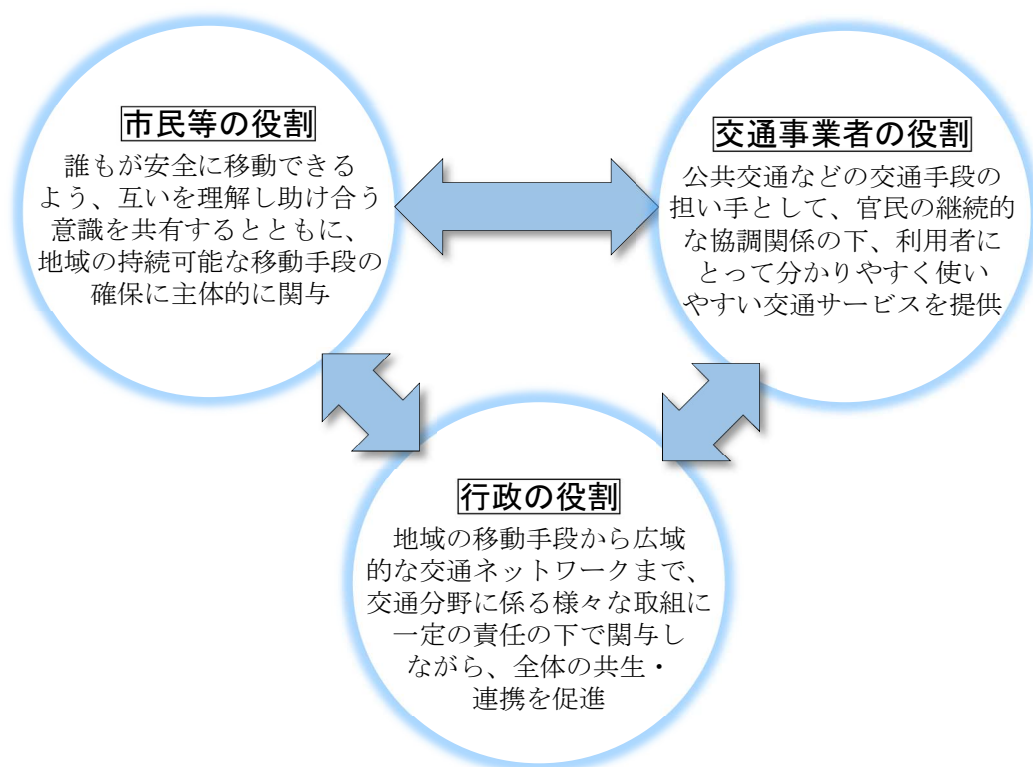 市民等の役割
誰もが安全に移動できる
よう、互いを理解し助け合う
意識を共有するとともに、
地域の持続可能な移動手段の
確保に主体的に関与
交通事業者の役割
公共交通などの交通手段の
担い手として、官民の継続的
な協調関係の下、利用者に
とって分かりやすく使い
やすい交通サービスを提供
行政の役割
地域の移動手段から広域
的な交通ネットワークまで、
交通分野に係る様々な取組に
一定の責任の下で関与し
ながら、全体の共生・
連携を促進